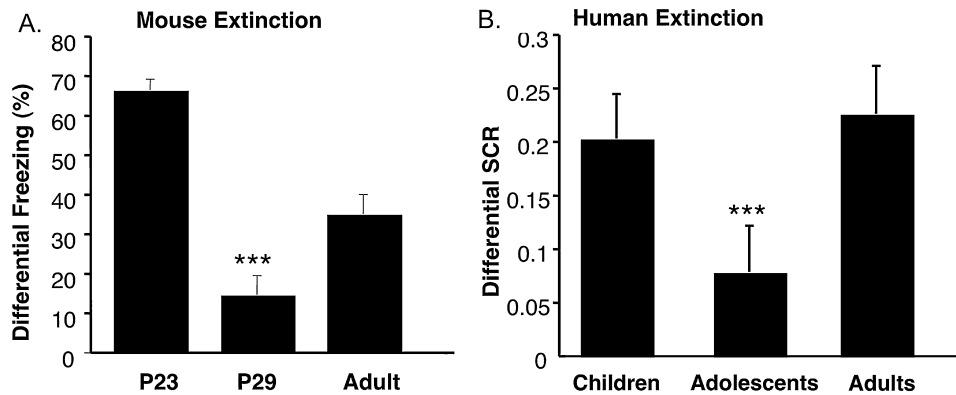 A.
Mouse Extinction
Differential Freezing (%)
80
70
60
50
40
30
20
10
0
***
P23 P29 Adult
B.
Human Extinction
Differential SCR
0.3
0.25
0.2
0.15
0.1
0.05
0
***
Children Adolescents Adults